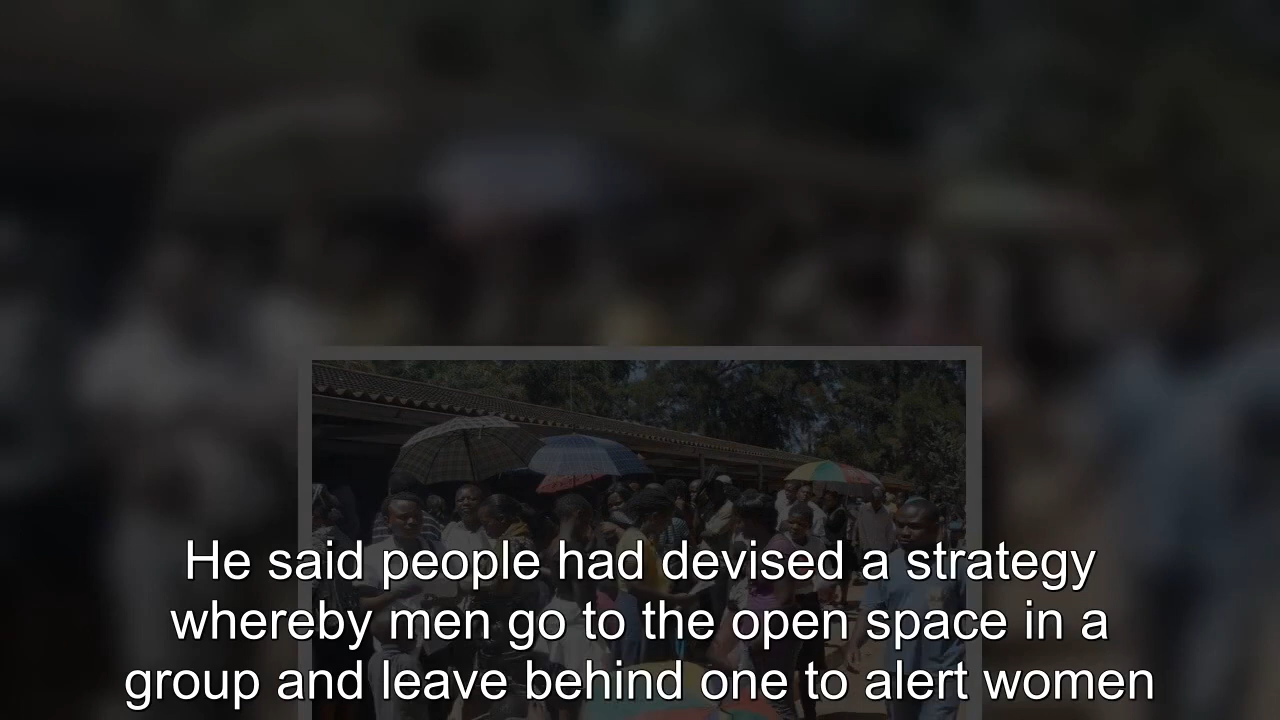 He said people had devised a strategy
whereby men go to the open space in a
group and leave behind one to alert women